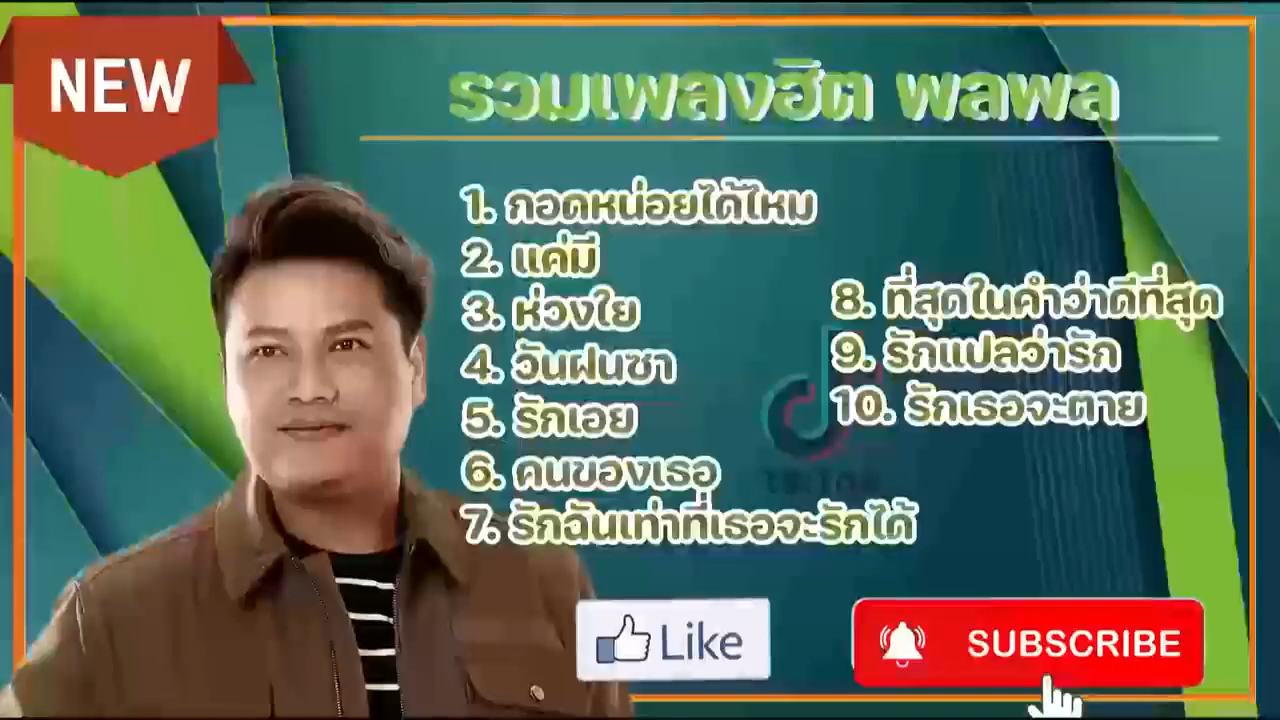 NEW
รวมเพลงฮิต พลพล
1. กอดหน่อยได้ไหม
2. แค่มี
3. ห่วงใย
4. วันฝนซา
5. รักเอย
6. คนของเธอ
7. รักฉันเท่าที่เธอจะรักได้
8. ที่สุดในคำว่าดีที่สุด
9. รักแปลว่ารัก
10. รักเธอจะตาย
Like
SUBSCRIBE